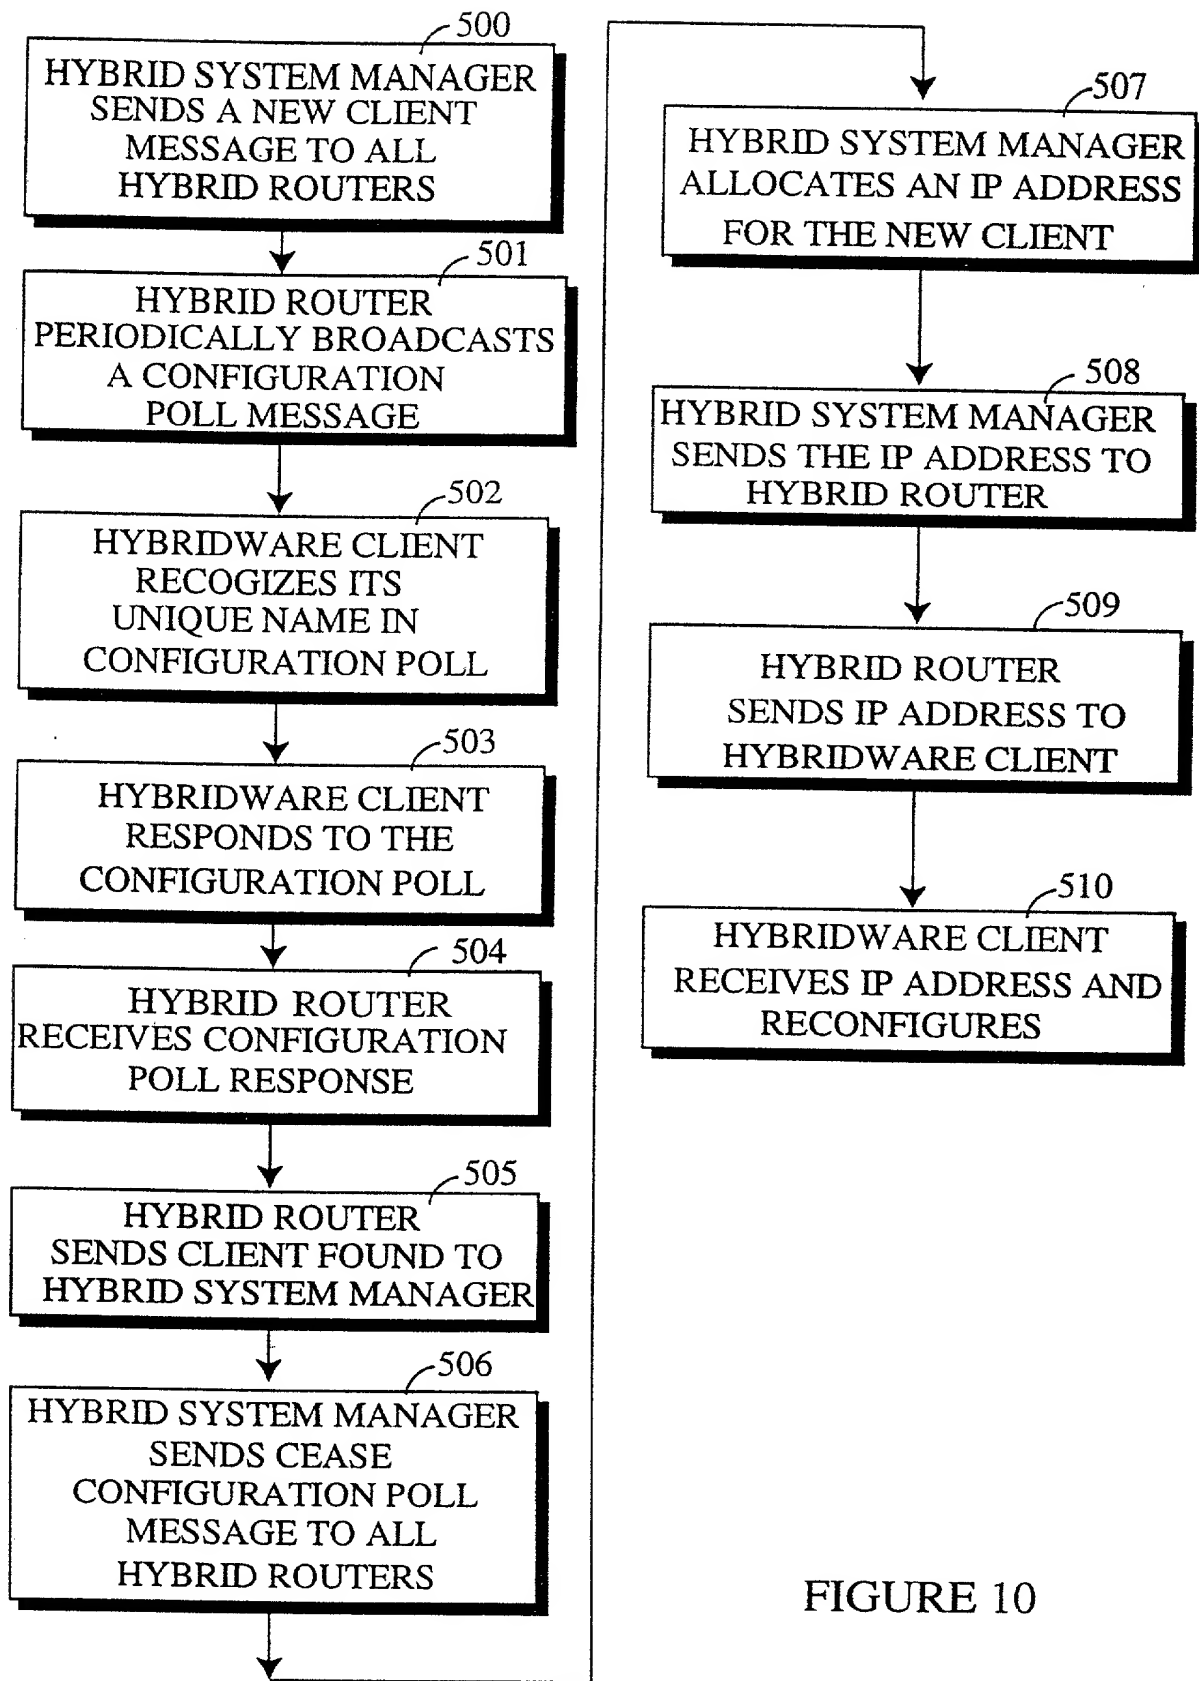 500
HYBRID SYSTEM MANAGER
SENDS A NEW CLIENT
MESSAGE TO ALL
HYBRID ROUTERS
501
HYBRID ROUTER
PERIODICALLY BROADCASTS
A CONFIGURATION
POLL MESSAGE
502
HYBRIDWARE CLIENT
RECOGIZES ITS
UNIQUE NAME IN
CONFIGURATION POLL
503
HYBRIDWARE CLIENT
RESPONDS TO THE
CONFIGURATION POLL
504
HYBRID ROUTER
RECEIVES CONFIGURATION
POLL RESPONSE
505
HYBRID ROUTER
SENDS CLIENT FOUND TO
HYBRID SYSTEM MANAGER
506
HYBRID SYSTEM MANAGER
SENDS CEASE
CONFIGURATION POLL
MESSAGE TO ALL
HYBRID ROUTERS
507
HYBRID SYSTEM MANAGER
ALLOCATES AN IP ADDRESS
FOR THE NEW CLIENT
508
HYBRID SYSTEM MANAGER
SENDS THE IP ADDRESS TO
HYBRID ROUTER
509
HYBRID ROUTER
SENDS IP ADDRESS TO
HYBRIDWARE CLIENT
510
HYBRIDWARE CLIENT
RECEIVES IP ADDRESS AND
RECONFIGURES
FIGURE 10